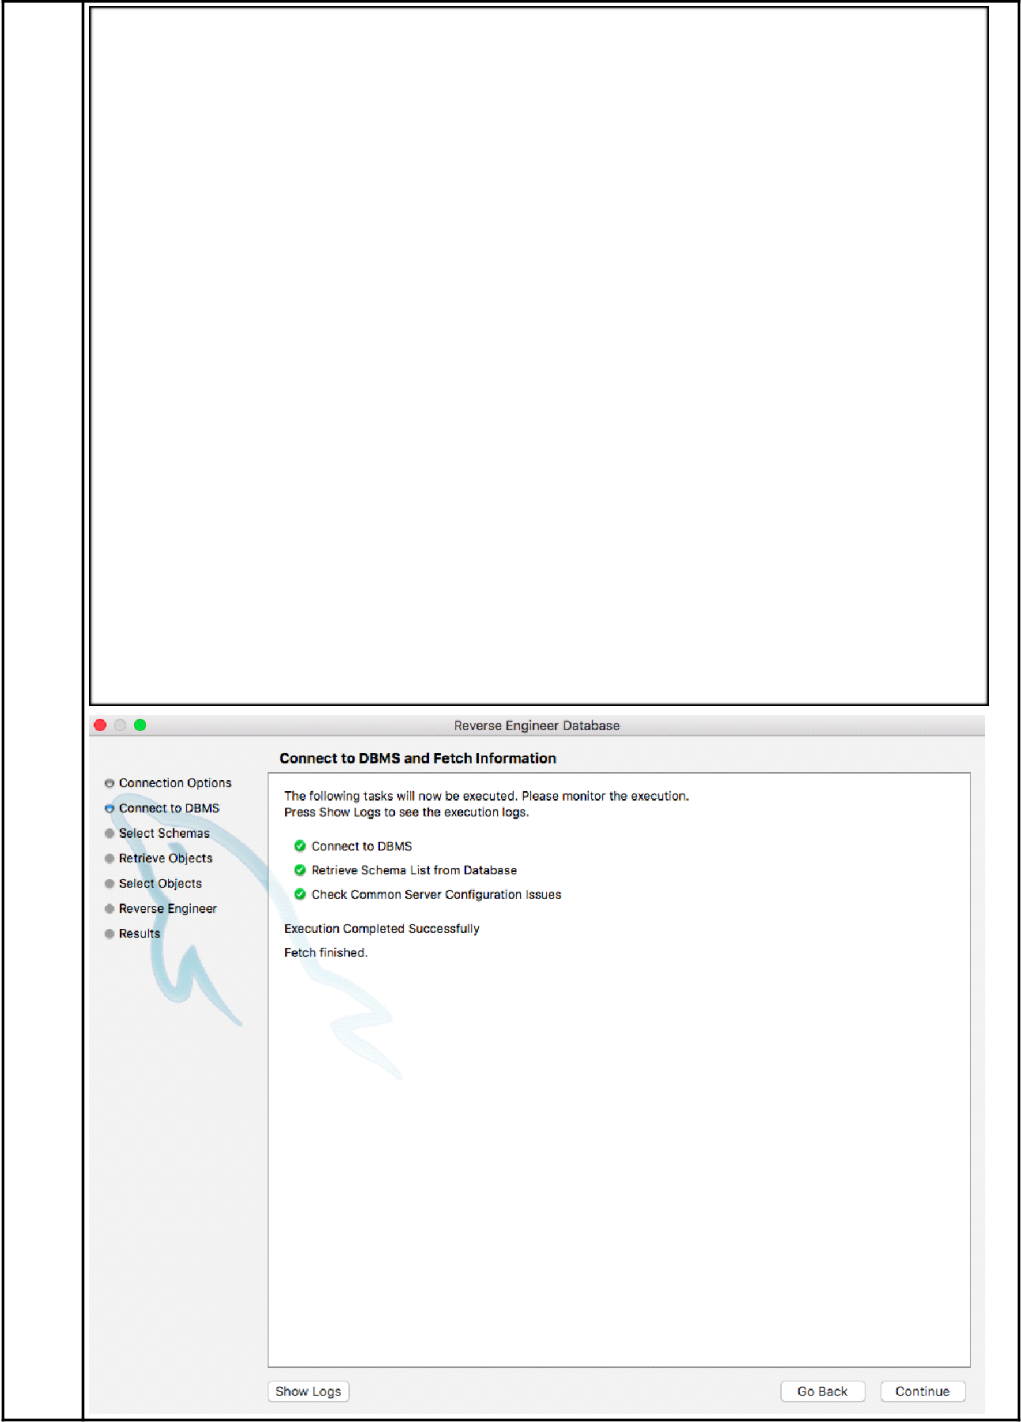 Reverse Engineer Database
Connect to DBMS and Fetch Information
Connection Options
Connect to DBMS
Select Schemas
Retrieve Objects
Select Objects
Reverse Engineer
Results
The following tasks will now be executed. Please monitor the execution.
Press Show Logs to see the execution logs.
Connect to DBMS
Retrieve Schema List from Database
Check Common Server Configuration Issues
Execution Completed Successfully
Fetch finished.
Show Logs
Go Back
Continue